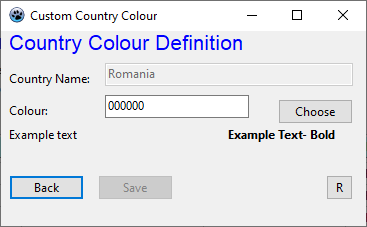 Custom Country Colour
Country Colour Definition
Country Name: Romania
Colour: 000000 Choose
Example text Example Text- Bold
Back Save R